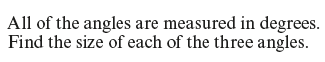 All of the angles are measured in degrees.
Find the size of each of the three angles.